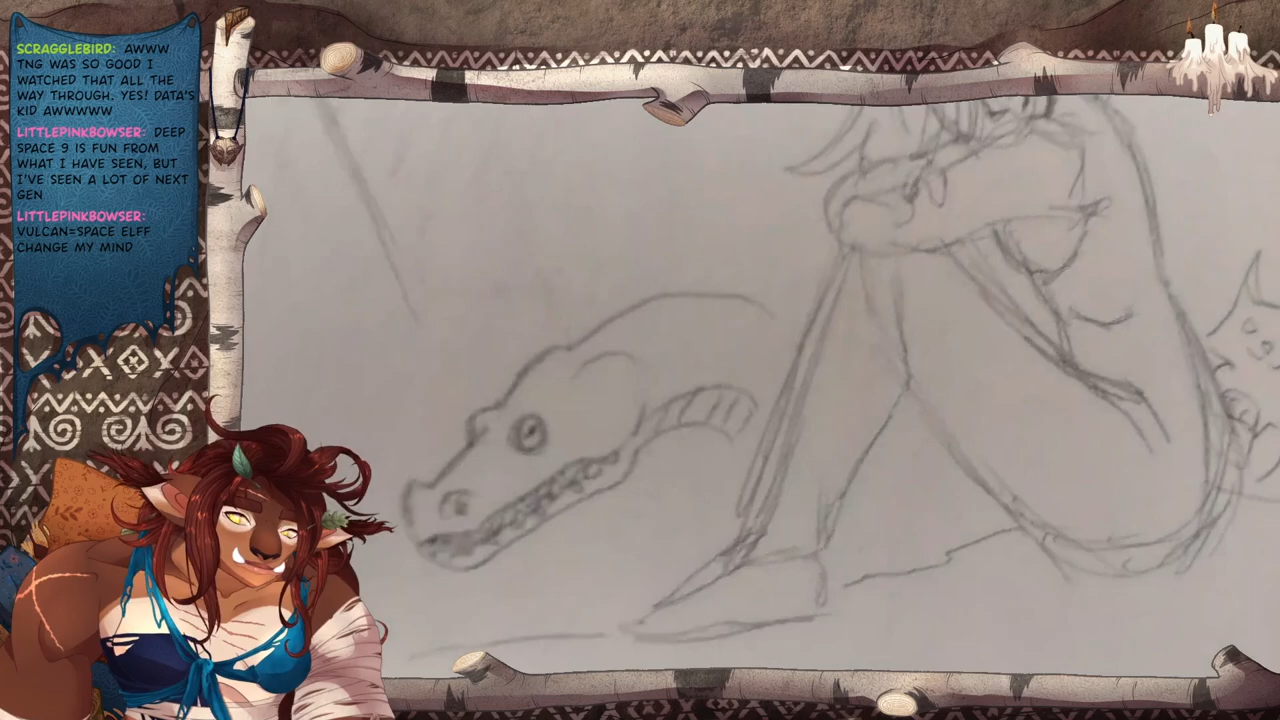 SCRAGGLEBIRD: AWWW
TNG WAS SO GOOD I
WATCHED THAT ALL THE
WAY THROUGH. YES! DATA'S
KID AWWWWW
LITTLEPINKBOWSER: DEEP
SPACE 9 IS FUN FROM
WHAT I HAVE SEEN, BUT
I'VE SEEN A LOT OF NEXT
GEN
LITTLEPINKBOWSER:
VULCAN=SPACE ELFF
CHANGE MY MIND